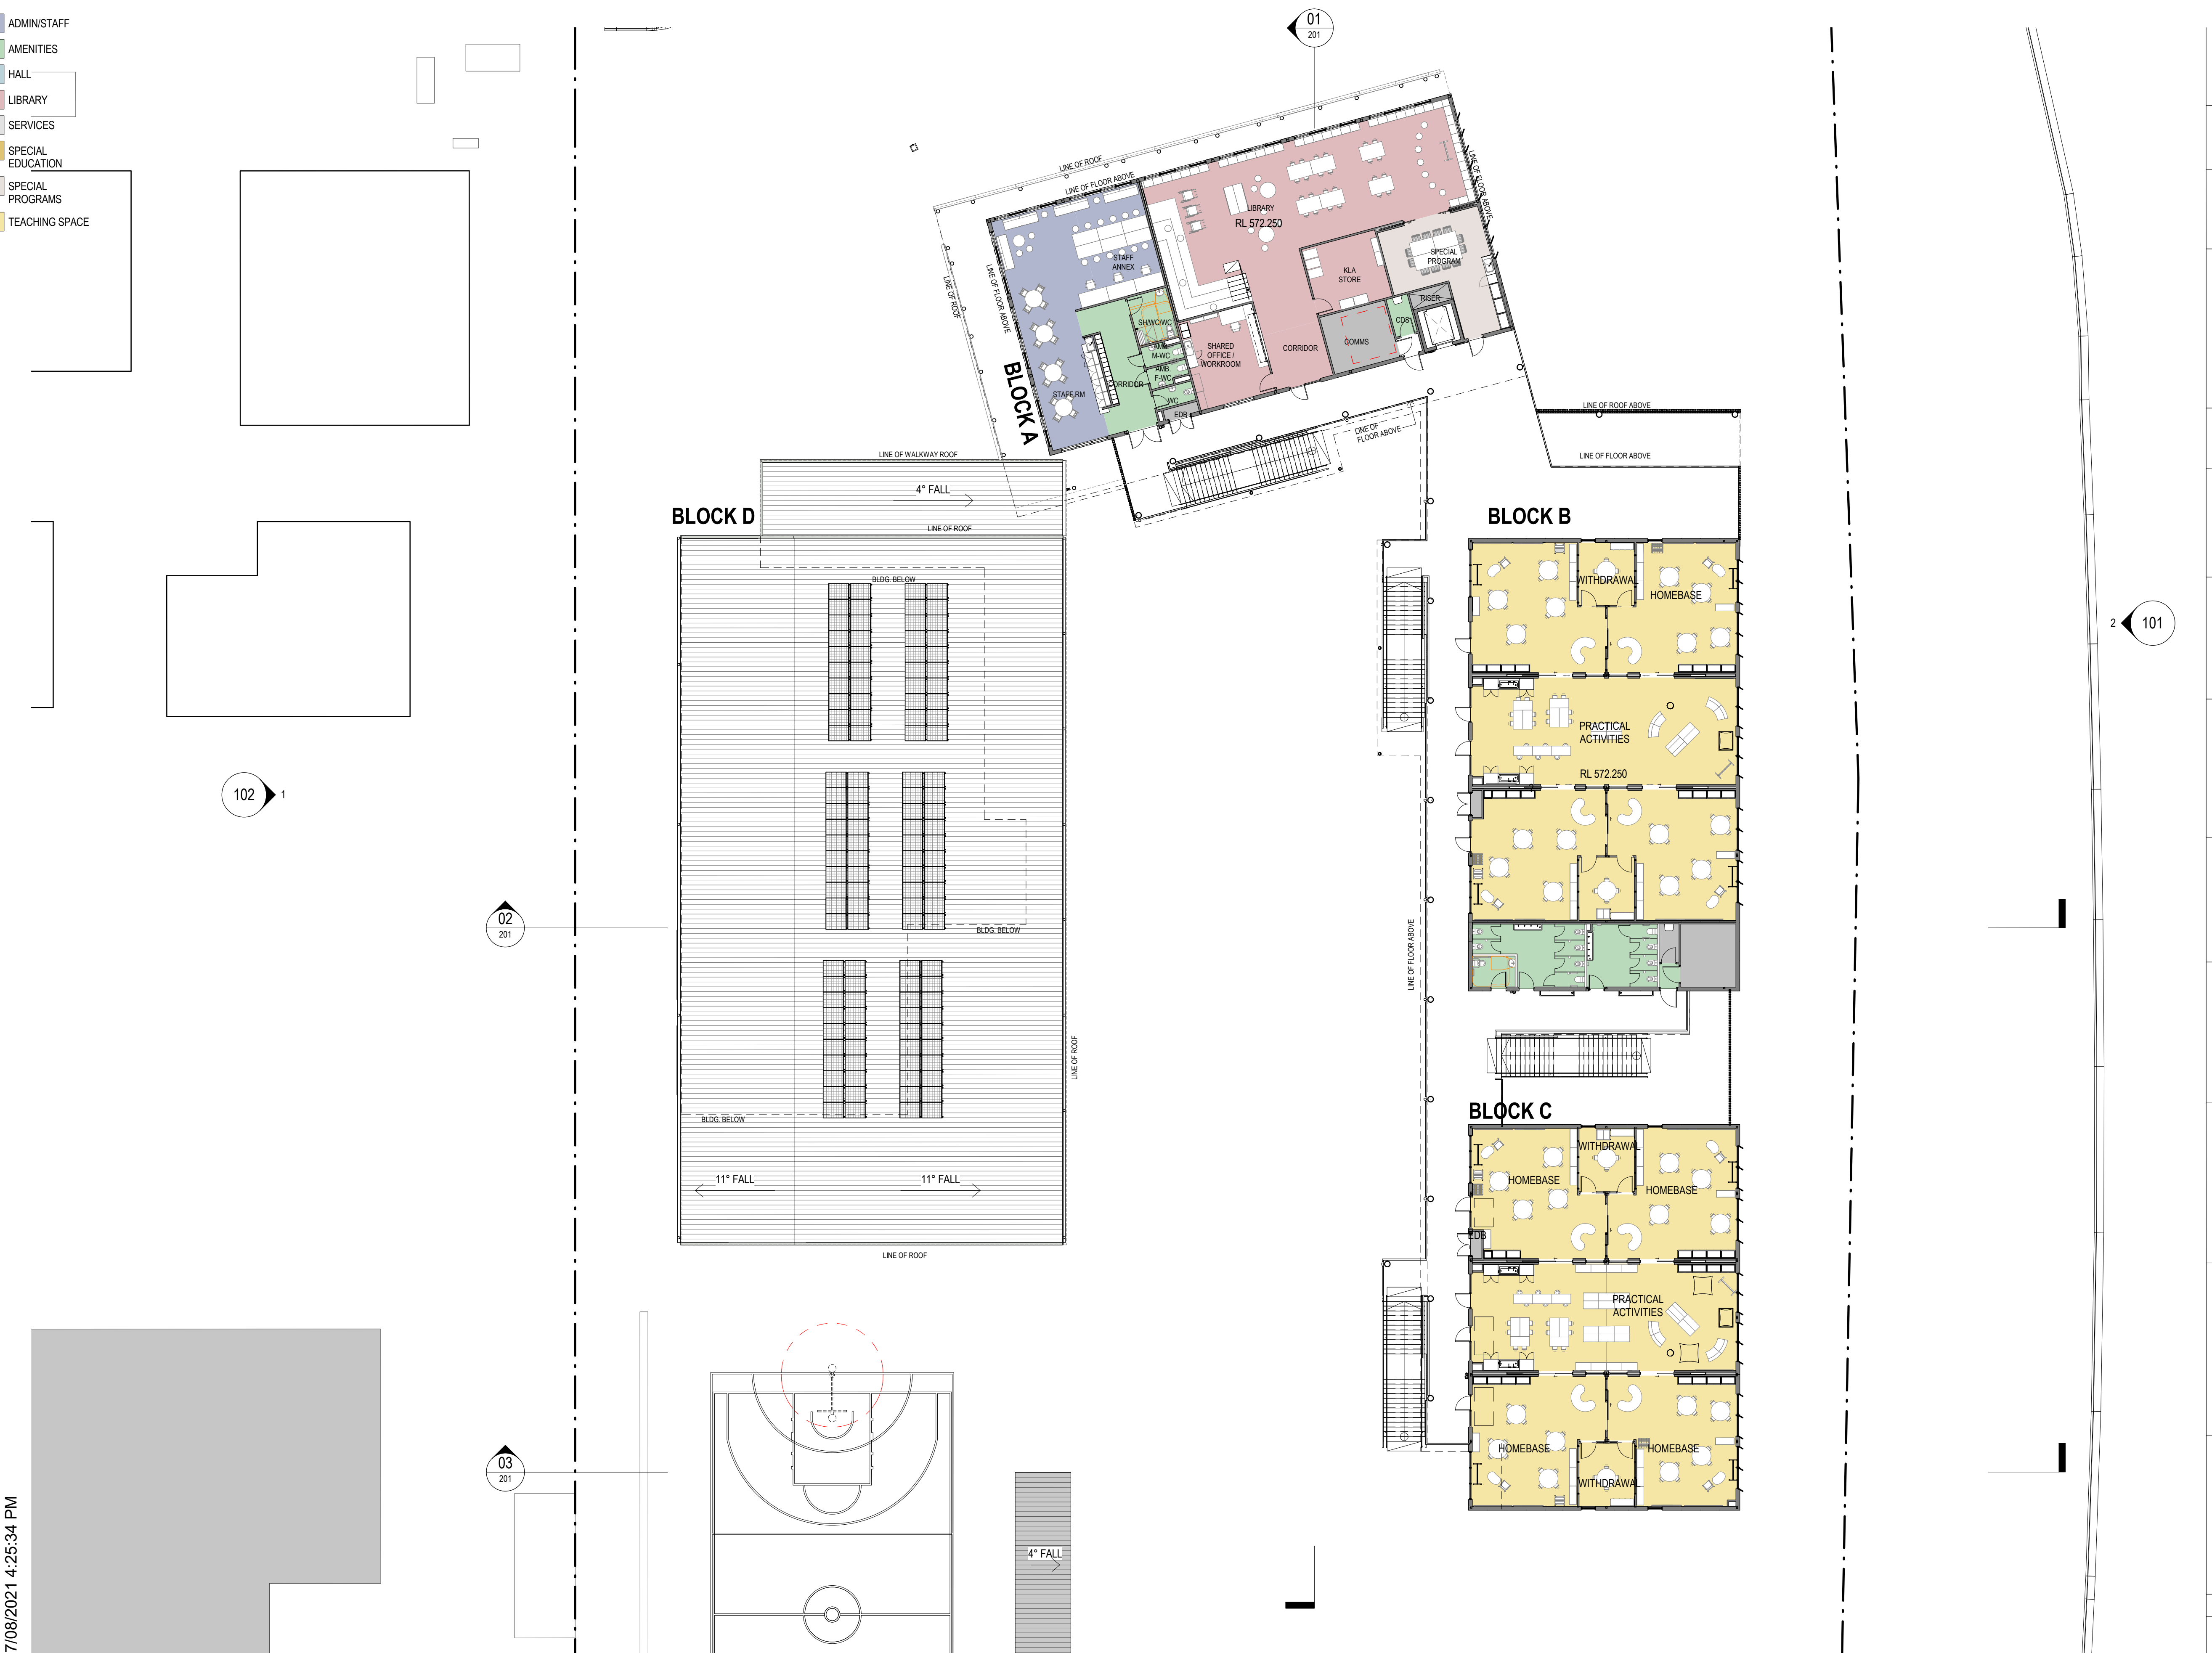 ADMIN/STAFF
AMENITIES
HALL
LIBRARY
SERVICES
SPECIAL
EDUCATION
SPECIAL
PROGRAMS
TEACHING SPACE
01
201
LINE OF ROOF
LINE OF FLOOR ABOVE
LINE OF FLOOR ABOVE
LINE OF ROOF
LINE OF FLOOR ABOVE
LIBRARY
RL 572.250
STAFF
ANNEX
KLA
STORE
SPECIAL
PROGRAM
RISER
CDS
COMMS
SH/WC/WC
AMB.
M-WC
AMB.
F-WC
WC
EDB
SHARED
OFFICE /
WORKROOM
CORRIDOR
CORRIDOR
STAFF RM
BLOCK A
LINE OF
FLOOR ABOVE
LINE OF ROOF ABOVE
LINE OF FLOOR ABOVE
LINE OF WALKWAY ROOF
4° FALL
BLOCK D
LINE OF ROOF
BLDG. BELOW
BLDG. BELOW
BLDG. BELOW
11° FALL
11° FALL
LINE OF ROOF
LINE OF ROOF
BLOCK B
WITHDRAWAL
HOMEBASE
PRACTICAL
ACTIVITIES
RL 572.250
LINE OF FLOOR ABOVE
2
101
102
1
02
201
BLOCK C
WITHDRAWAL
HOMEBASE
HOMEBASE
EDB
PRACTICAL
ACTIVITIES
HOMEBASE
HOMEBASE
WITHDRAWAL
03
201
4° FALL
7/08/2021 4:25:34 PM